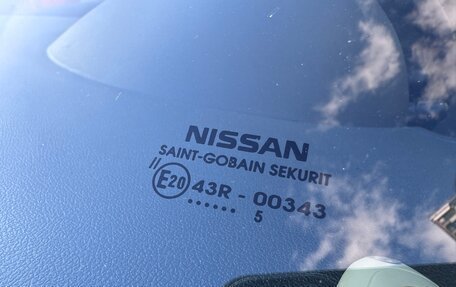 NISSAN
SAINT-GOBAIN SEKURIT
// E20 43R - 00343
...... 5